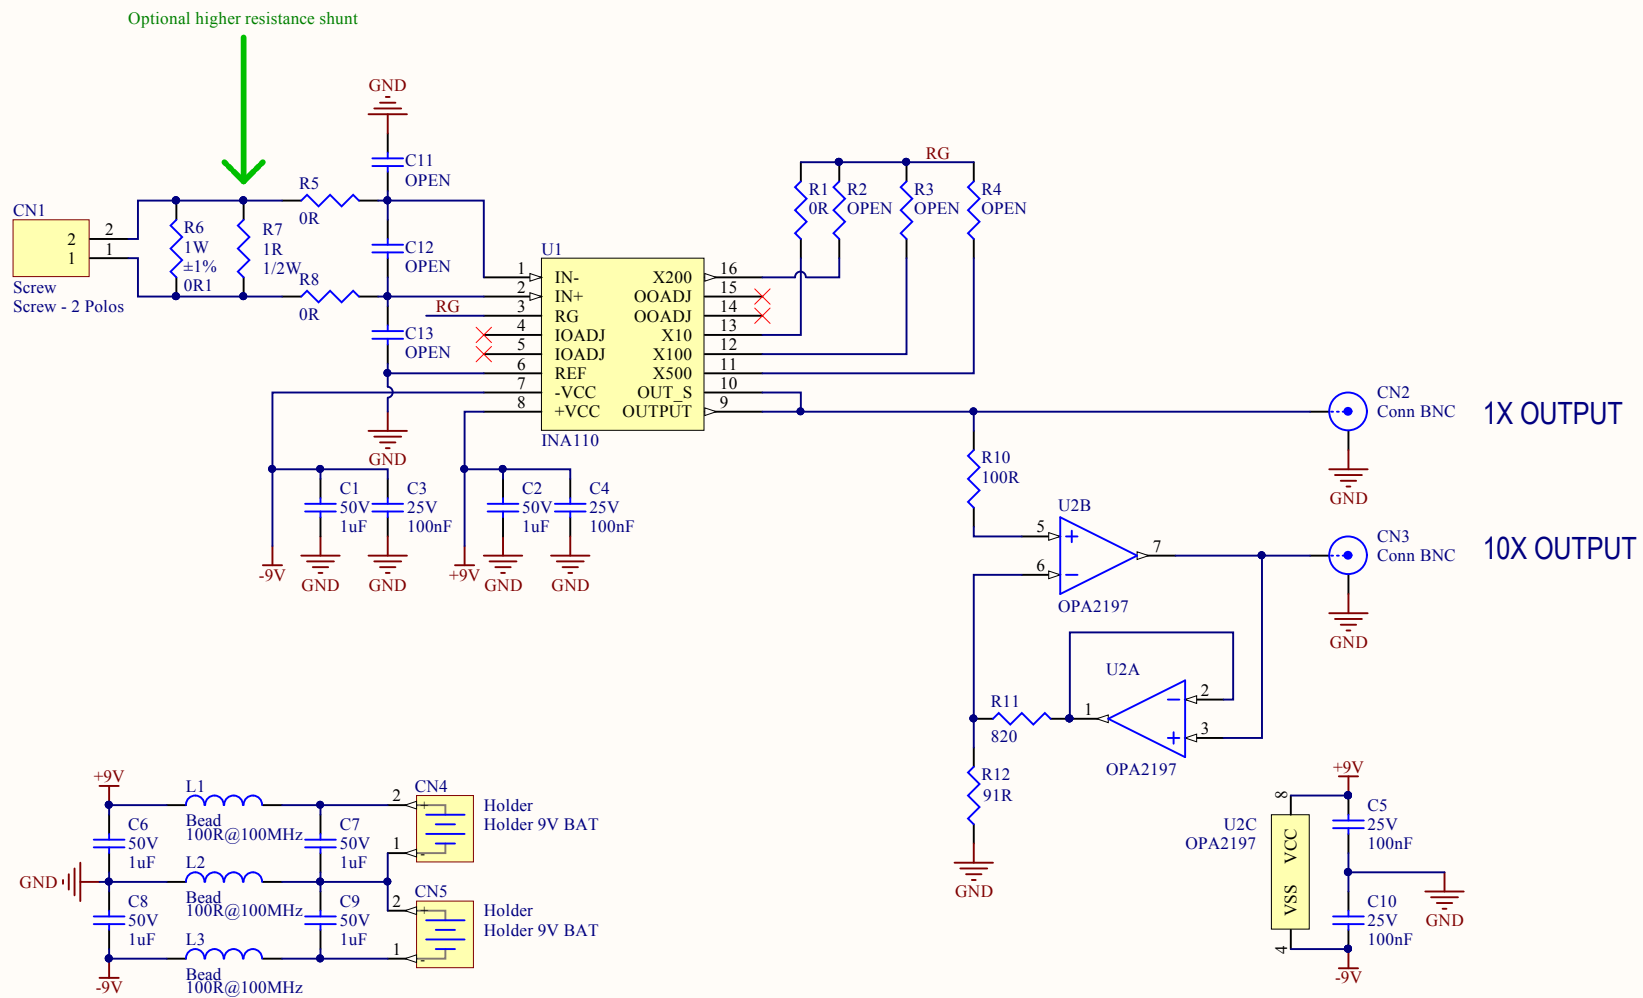 Optional higher resistance shunt
GND
C11
OPEN
RG
R5
0R
R1
0R
R2
OPEN
R3
OPEN
R4
OPEN
CN1
2
1
2
1
Screw
Screw - 2 Polos
R6
1W
±1%
0R1
R7
1R
1/2W
R8
0R
C12
OPEN
RG
C13
OPEN
U1
1 IN- X200 16
2 IN+ OOADJ 15
3 RG OOADJ 14
4 IOADJ X10 13
5 IOADJ X100 12
6 REF X500 11
7 -VCC OUT_S 10
8 +VCC OUTPUT 9
INA110
GND
C1
50V
1uF
C3
25V
100nF
C2
50V
1uF
C4
25V
100nF
-9V
GND
GND
+9V
GND
GND
CN2
Conn BNC
1X OUTPUT
GND
R10
100R
U2B
5
6
7
OPA2197
CN3
Conn BNC
10X OUTPUT
GND
U2A
1
2
3
OPA2197
R11
820
R12
91R
GND
+9V
L1
Bead
100R@100MHz
C6
50V
1uF
C7
50V
1uF
CN4
2
+
1
-
Holder
Holder 9V BAT
GND
L2
Bead
100R@100MHz
C8
50V
1uF
C9
50V
1uF
CN5
2
+
1
-
Holder
Holder 9V BAT
L3
Bead
100R@100MHz
-9V
+9V
8
U2C
OPA2197
VCC
VSS
4
C5
25V
100nF
GND
C10
25V
100nF
-9V